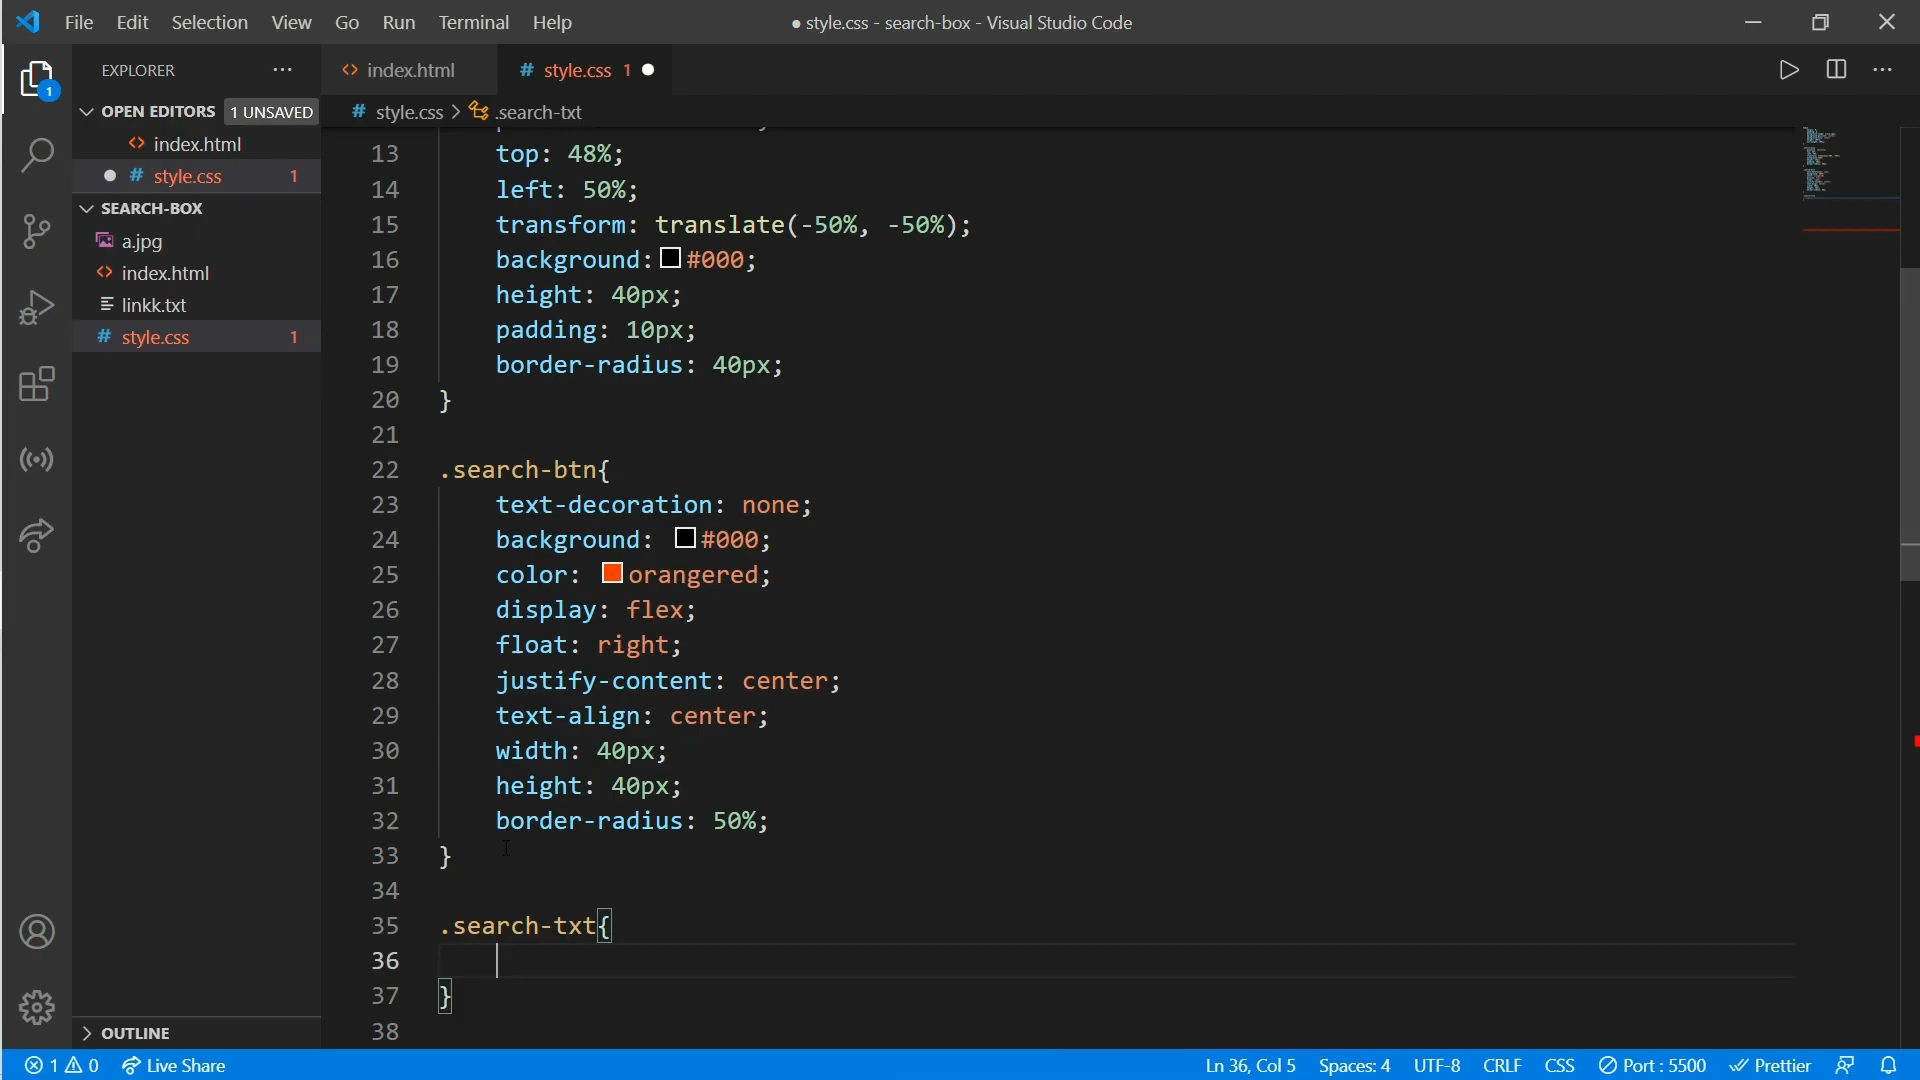 File Edit Selection View Go Run Terminal Help
● style.css - search-box - Visual Studio Code
EXPLORER
index.html
style.css 1
OPEN EDITORS 1 UNSAVED
index.html
style.css 1
SEARCH-BOX
a.jpg
index.html
linkk.txt
style.css 1
OUTLINE
style.css > .search-txt
13 top: 48%;
14 left: 50%;
15 transform: translate(-50%, -50%);
16 background: #000;
17 height: 40px;
18 padding: 10px;
19 border-radius: 40px;
20 }
21
22 .search-btn{
23 text-decoration: none;
24 background: #000;
25 color: orangered;
26 display: flex;
27 float: right;
28 justify-content: center;
29 text-align: center;
30 width: 40px;
31 height: 40px;
32 border-radius: 50%;
33 }
34
35 .search-txt{
36
37 }
38
1 0 Live Share
Ln 36, Col 5 Spaces: 4 UTF-8 CRLF CSS Port : 5500 Prettier
1